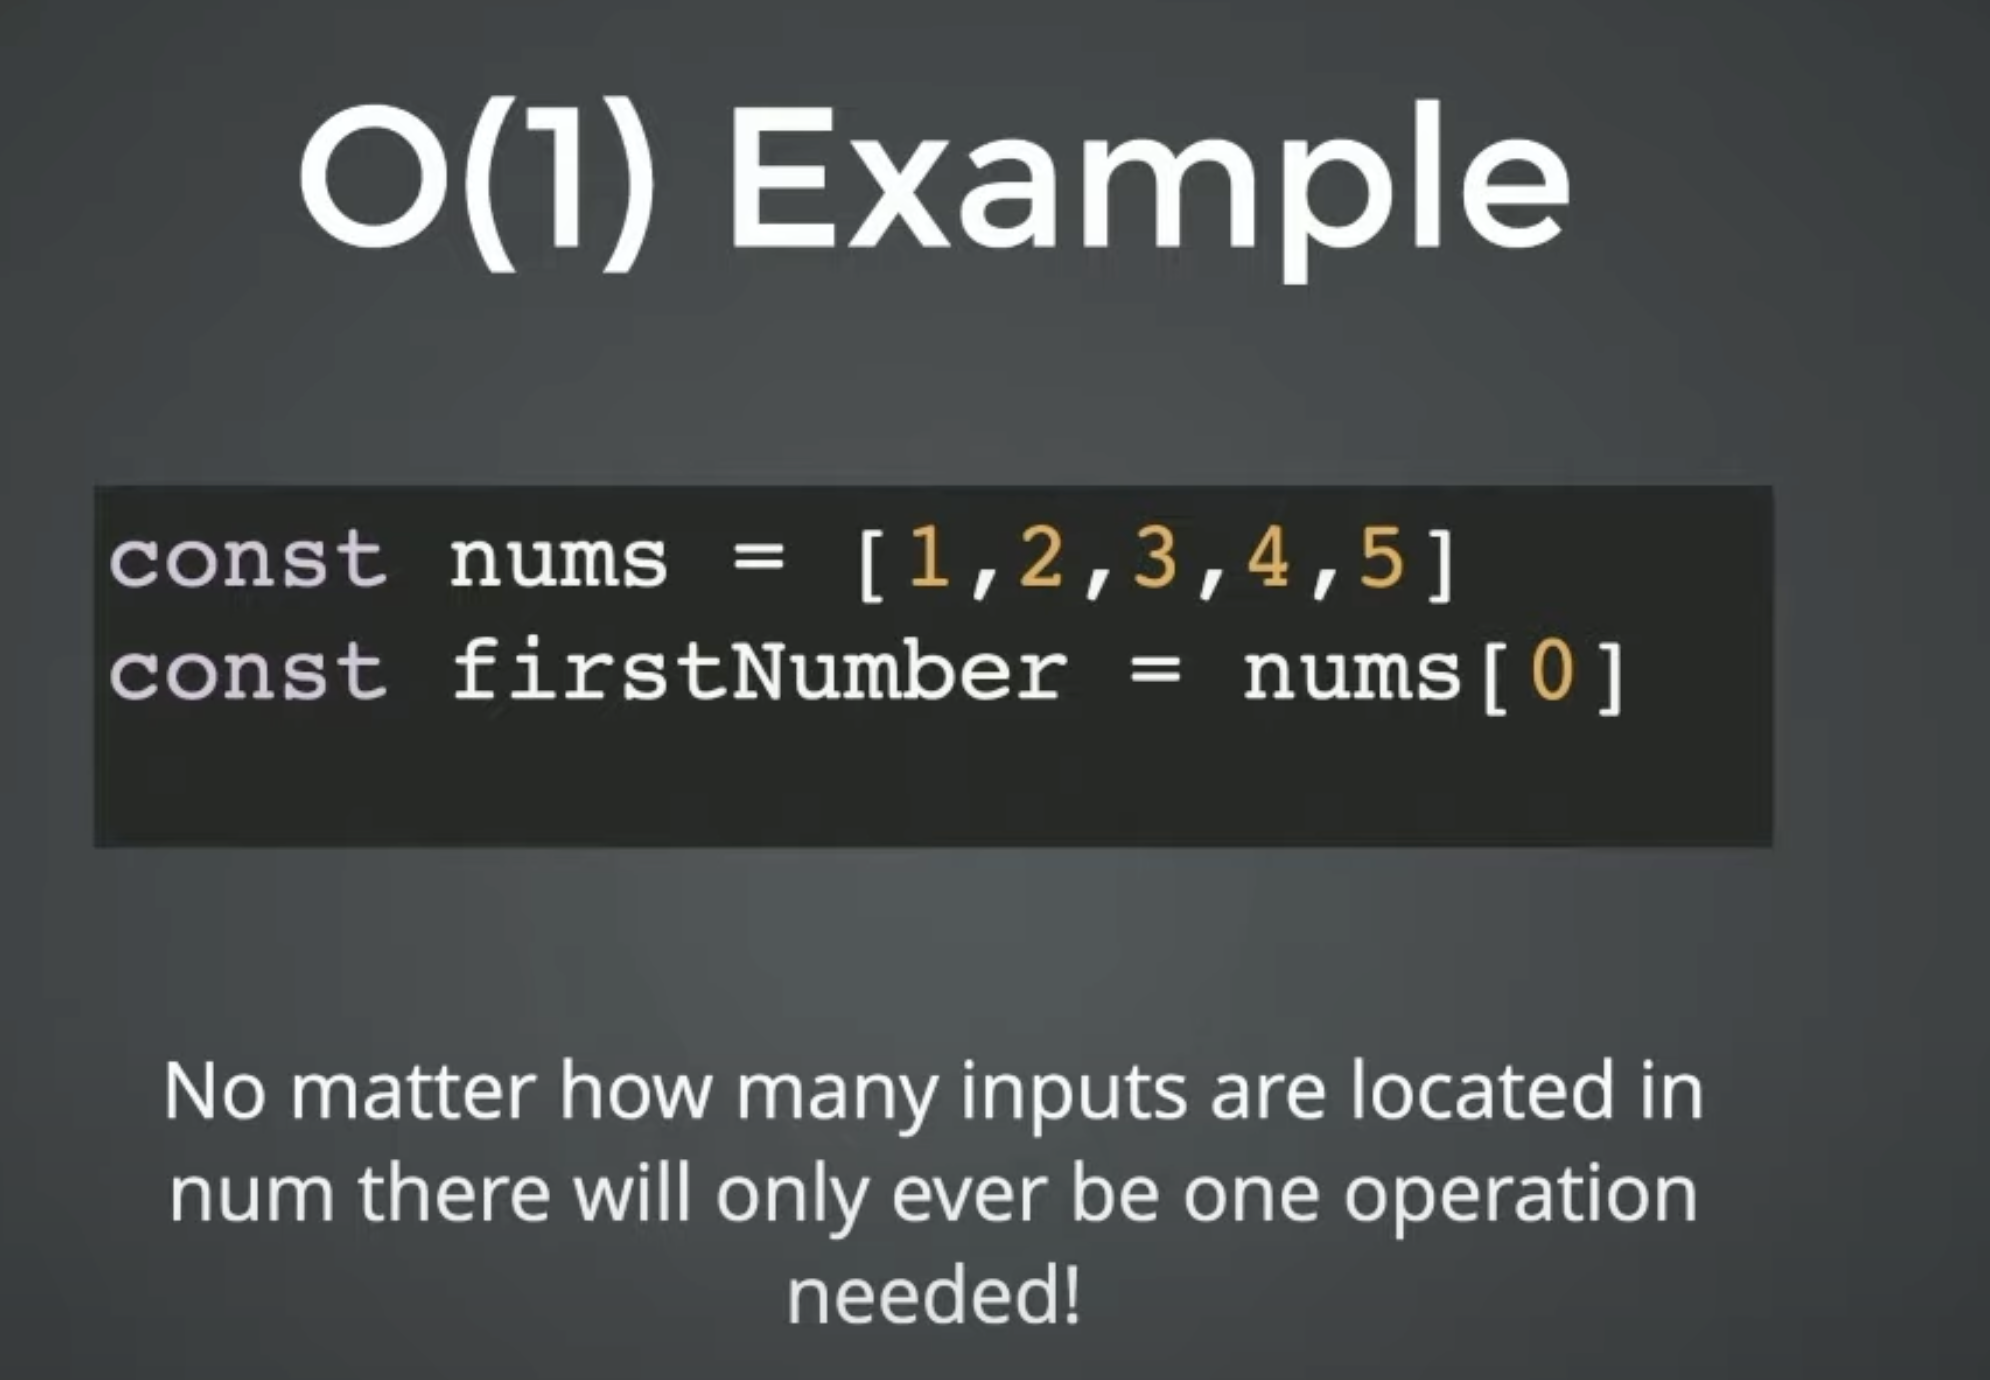 O(1) Example
const nums = [1,2,3,4,5]
const firstNumber = nums[0]
No matter how many inputs are located in
num there will only ever be one operation
needed!